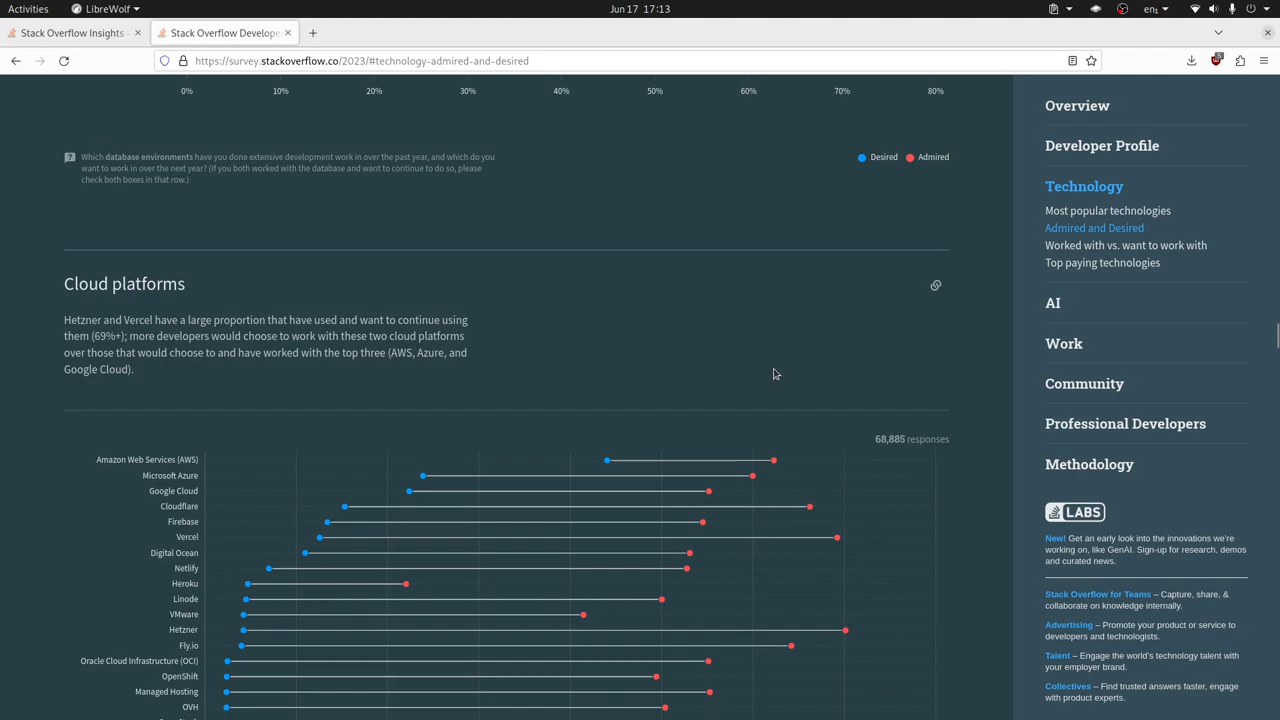 Activities
LibreWolf
Jun 17 17:13
en₁
Stack Overflow Insights -
Stack Overflow Develope
https://survey.stackoverflow.co/2023/#technology-admired-and-desired
0% 10% 20% 30% 40% 50% 60% 70% 80%
Which database environments have you done extensive development work in over the past year, and which do you
want to work in over the next year? (If you both worked with the database and want to continue to do so, please
check both boxes in that row.)
Desired Admired
Cloud platforms
Hetzner and Vercel have a large proportion that have used and want to continue using
them (69%+); more developers would choose to work with these two cloud platforms
over those that would choose to and have worked with the top three (AWS, Azure, and
Google Cloud).
68,885 responses
Amazon Web Services (AWS)
Microsoft Azure
Google Cloud
Cloudflare
Firebase
Vercel
Digital Ocean
Netlify
Heroku
Linode
VMware
Hetzner
Fly.io
Oracle Cloud Infrastructure (OCI)
OpenShift
Managed Hosting
OVH
Overview
Developer Profile
Technology
Most popular technologies
Admired and Desired
Worked with vs. want to work with
Top paying technologies
AI
Work
Community
Professional Developers
Methodology
LABS
New! Get an early look into the innovations we're
working on, like GenAI. Sign-up for research, demos
and curated news.
Stack Overflow for Teams – Capture, share, &
collaborate on knowledge internally.
Advertising – Promote your product or service to
developers and technologists.
Talent – Engage the world's technology talent with
your employer brand.
Collectives – Find trusted answers faster, engage
with product experts.